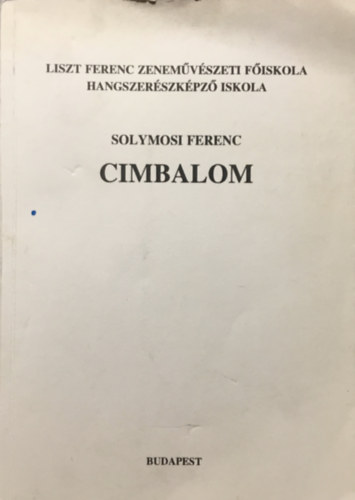 LISZT FERENC ZENEMŰVÉSZETI FŐISKOLA
HANGSZERÉSZKÉPZŐ ISKOLA
SOLYMOSI FERENC
CIMBALOM
BUDAPEST